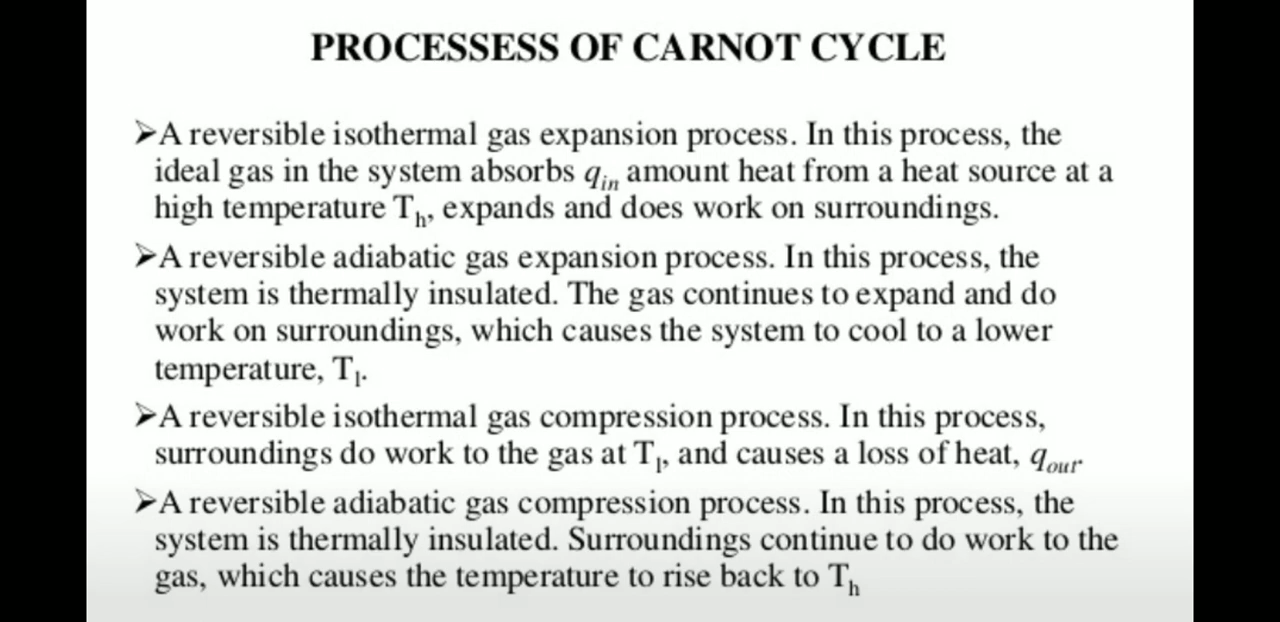 PROCESSESS OF CARNOT CYCLE
➤A reversible isothermal gas expansion process. In this process, the
ideal gas in the system absorbs qin amount heat from a heat source at a
high temperature Th, expands and does work on surroundings.
➤A reversible adiabatic gas expansion process. In this process, the
system is thermally insulated. The gas continues to expand and do
work on surroundings, which causes the system to cool to a lower
temperature, Tl.
➤A reversible isothermal gas compression process. In this process,
surroundings do work to the gas at Tl, and causes a loss of heat, qour
➤A reversible adiabatic gas compression process. In this process, the
system is thermally insulated. Surroundings continue to do work to the
gas, which causes the temperature to rise back to Th